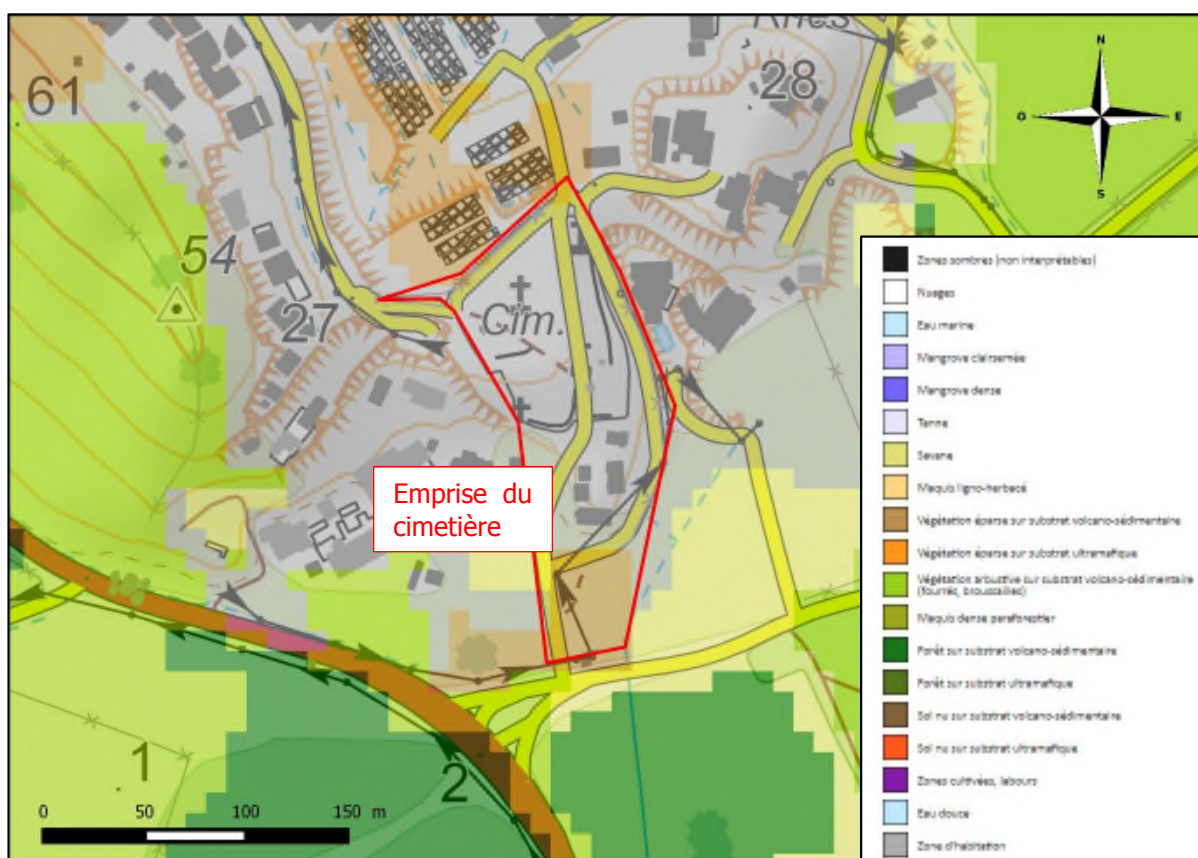 61
28
N
O
E
S
54
27
Cim.
Emprise du
cimetière
1
2
0 50 100 150 m
Zones sombres (non interprétables)
Nuages
Eau marine
Mangrove clairsemée
Mangrove dense
Tanne
Savane
Maquis ligno-herbacé
Végétation éparse sur substrat volcano-sédimentaire
Végétation éparse sur substrat ultramafique
Végétation arbustive sur substrat volcano-sédimentaire
(fourrés, broussailles)
Maquis dense paraforestier
Forêt sur substrat volcano-sédimentaire
Forêt sur substrat ultramafique
Sol nu sur substrat volcano-sédimentaire
Sol nu sur substrat ultramafique
Zones cultivées, labours
Eau douce
Zone d'habitation